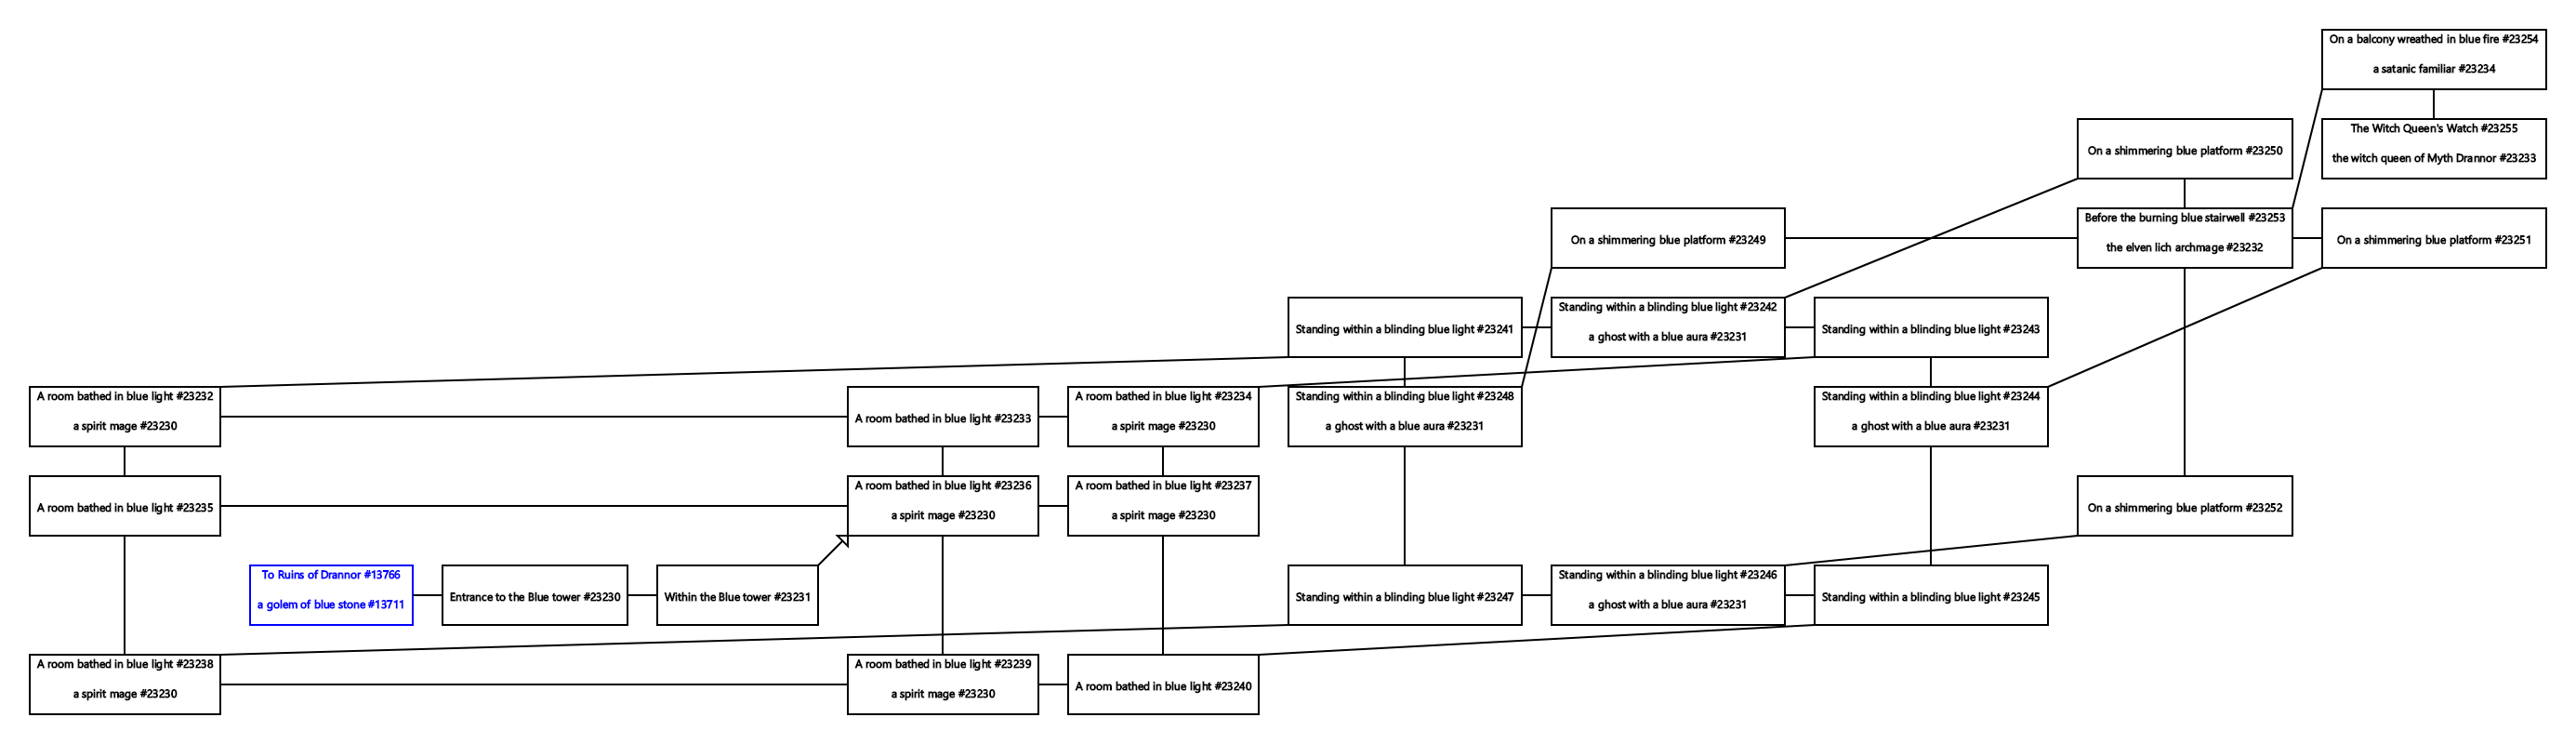 On a balcony wreathed in blue fire #23254
a satanic familiar #23234
The Witch Queen's Watch #23255
the witch queen of Myth Drannor #23233
On a shimmering blue platform #23250
On a shimmering blue platform #23249
Before the burning blue stairwell #23253
the elven lich archmage #23232
On a shimmering blue platform #23251
Standing within a blinding blue light #23241
Standing within a blinding blue light #23242
a ghost with a blue aura #23231
Standing within a blinding blue light #23243
A room bathed in blue light #23232
a spirit mage #23230
A room bathed in blue light #23233
A room bathed in blue light #23234
a spirit mage #23230
Standing within a blinding blue light #23248
a ghost with a blue aura #23231
Standing within a blinding blue light #23244
a ghost with a blue aura #23231
A room bathed in blue light #23235
A room bathed in blue light #23236
a spirit mage #23230
A room bathed in blue light #23237
a spirit mage #23230
On a shimmering blue platform #23252
To Ruins of Drannor #13766
a golem of blue stone #13711
Entrance to the Blue tower #23230
Within the Blue tower #23231
Standing within a blinding blue light #23247
Standing within a blinding blue light #23246
a ghost with a blue aura #23231
Standing within a blinding blue light #23245
A room bathed in blue light #23238
a spirit mage #23230
A room bathed in blue light #23239
a spirit mage #23230
A room bathed in blue light #23240